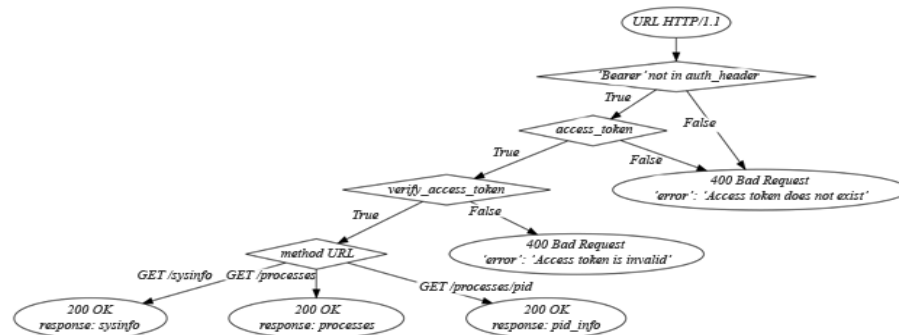 URL HTTP/1.1
'Bearer' not in auth_header
True
False
access_token
True
False
400 Bad Request
'error': 'Access token does not exist'
verify_access_token
True
False
400 Bad Request
'error': 'Access token is invalid'
method URL
GET /sysinfo
GET /processes
GET /processes/pid
200 OK
response: sysinfo
200 OK
response: processes
200 OK
response: pid_info